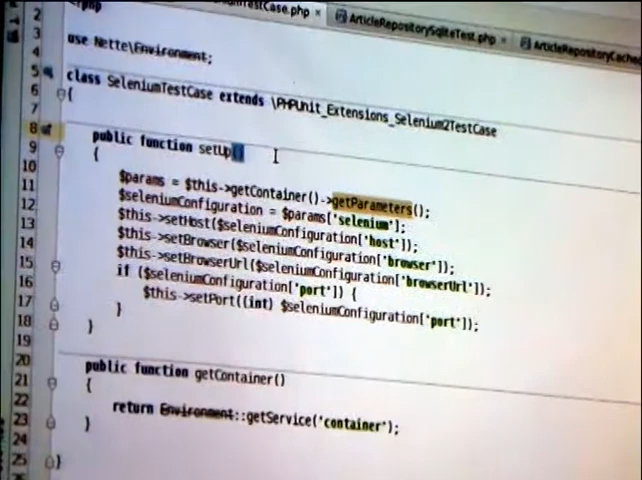 TestCase.php × ArticleRepositorySqliteTest.php ×
2 <?php
3
4 use Nette\Environment;
5
6 class SeleniumTestCase extends \PHPUnit_Extensions_Selenium2TestCase
7 {
8
9 public function setUp()
10 {
11 $params = $this->getContainer()->getParameters();
12 $seleniumConfiguration = $params['selenium'];
13 $this->setHost($seleniumConfiguration['host']);
14 $this->setBrowser($seleniumConfiguration['browser']);
15 $this->setBrowserUrl($seleniumConfiguration['browserUrl']);
16 if ($seleniumConfiguration['port']) {
17 $this->setPort((int) $seleniumConfiguration['port']);
18 }
19 }
20
21 public function getContainer()
22 {
23 return Environment::getService('container');
24 }
25 }